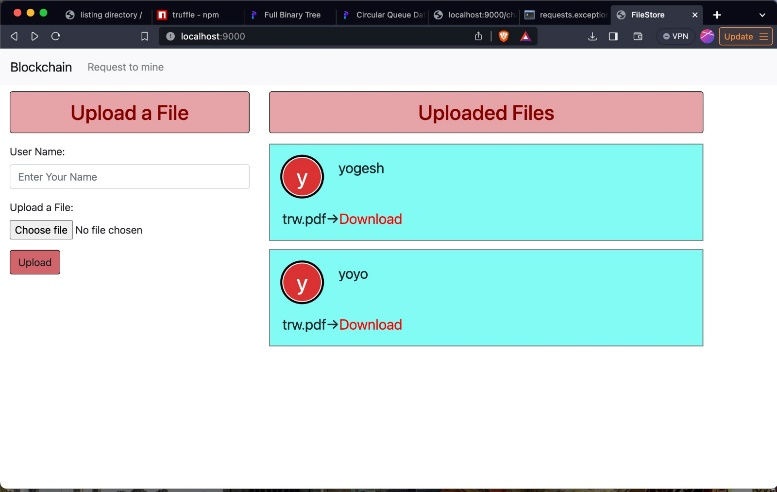 listing directory /
truffle - npm
Full Binary Tree
Circular Queue Da
localhost:9000/ch
requests.exception
FileStore
localhost:9000
VPN
Update
Blockchain
Request to mine
Upload a File
User Name:
Enter Your Name
Upload a File:
Choose file No file chosen
Upload
Uploaded Files
y
yogesh
trw.pdf→Download
y
yoyo
trw.pdf→Download